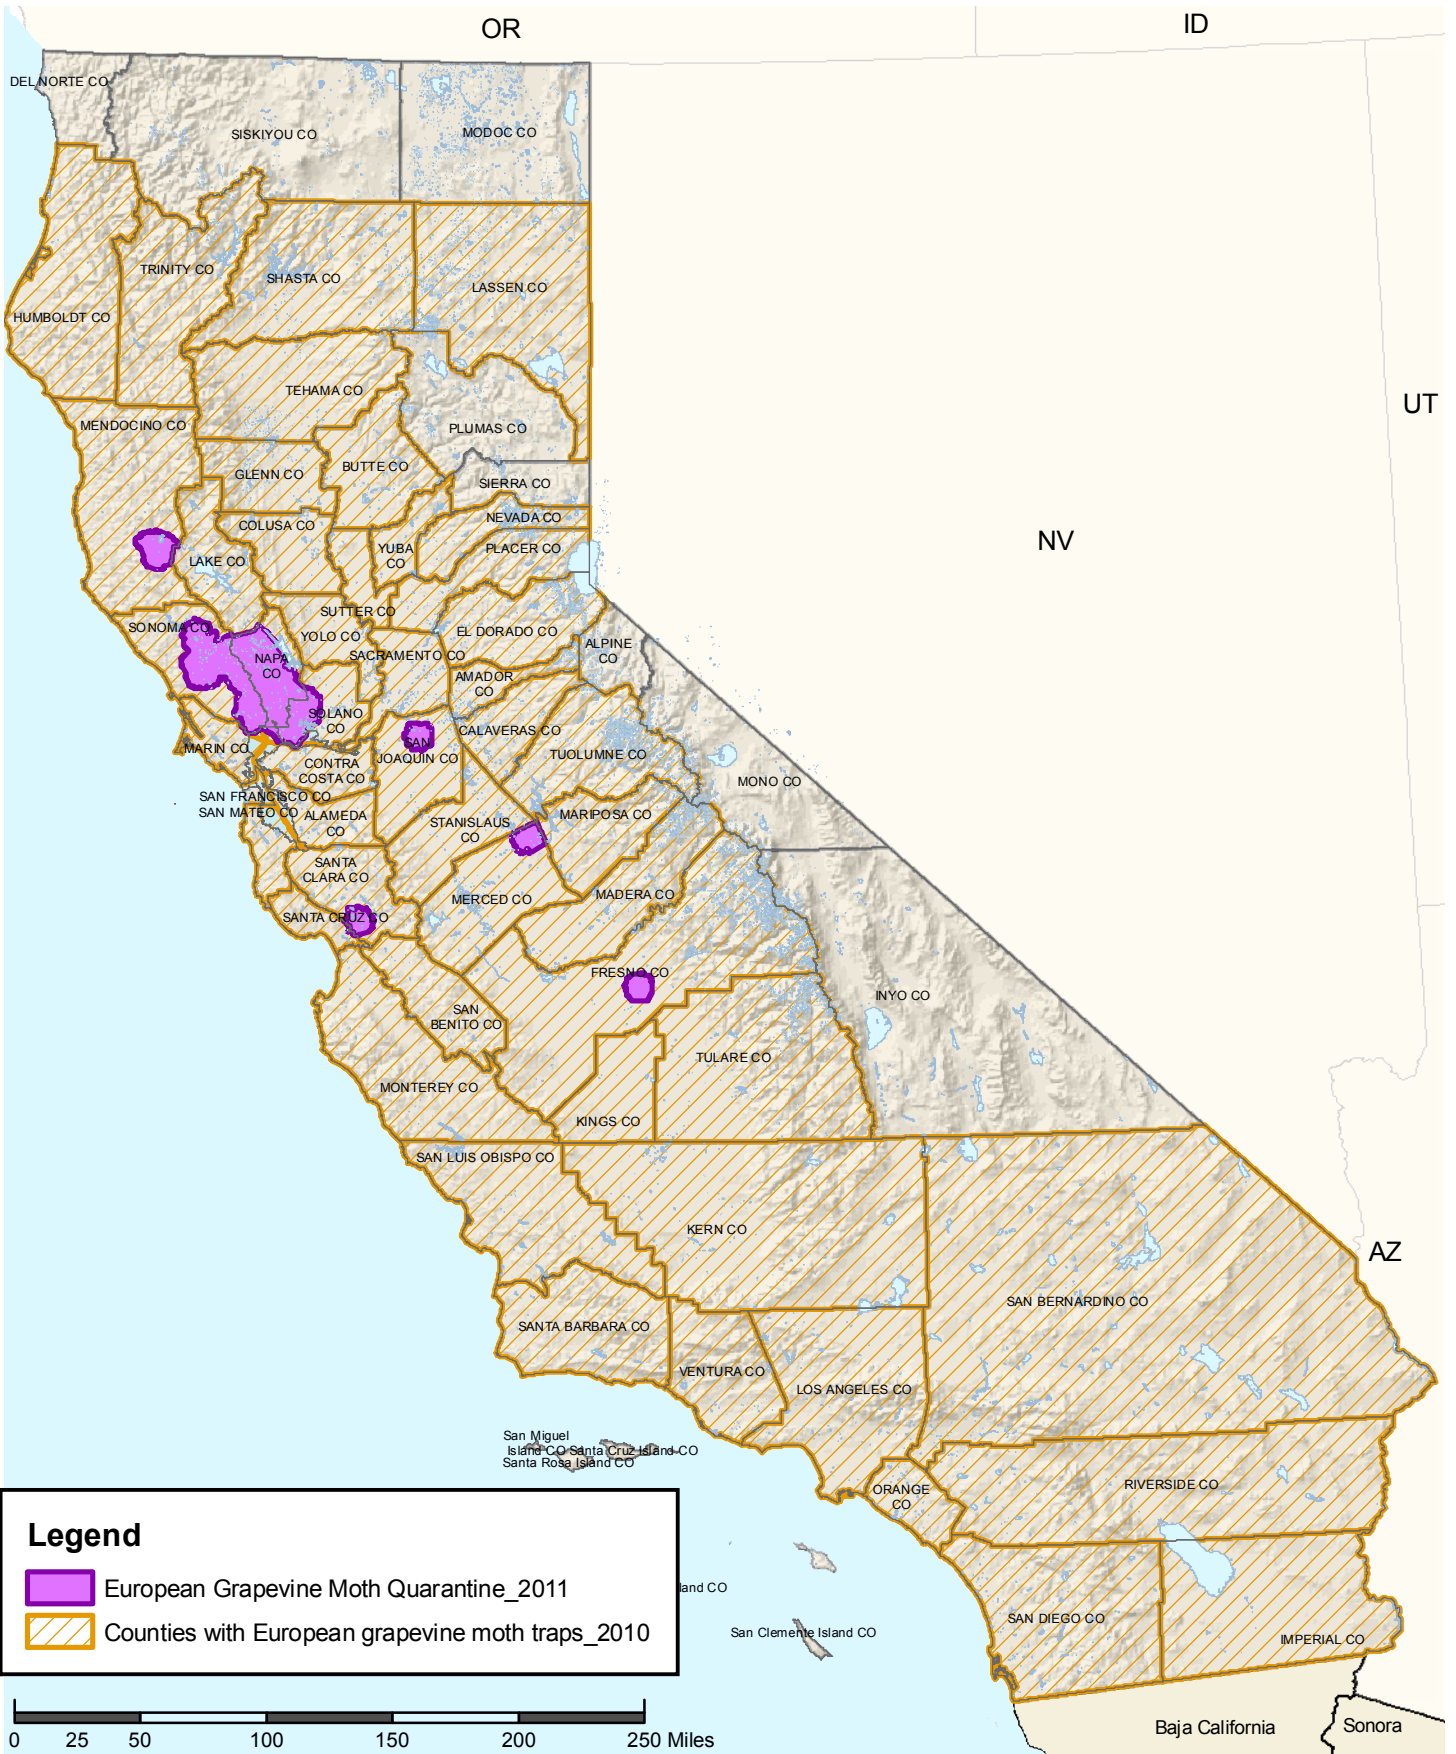 OR
ID
DEL NORTE CO
SISKIYOU CO
MODOC CO
TRINITY CO
SHASTA CO
LASSEN CO
HUMBOLDT CO
TEHAMA CO
UT
MENDOCINO CO
PLUMAS CO
GLENN CO
BUTTE CO
SIERRA CO
COLUSA CO
NEVADA CO
NV
LAKE CO
YUBA
CO
PLACER CO
SUTTER CO
SONOMA CO
YOLO CO
EL DORADO CO
SACRAMENTO CO
ALPINE
CO
NAPA
CO
AMADOR
CO
SOLANO
CO
CALAVERAS CO
MARIN CO
SAN
JOAQUIN CO
TUOLUMNE CO
CONTRA
COSTA CO
MONO CO
SAN FRANCISCO CO
SAN MATEO CO
ALAMEDA
CO
STANISLAUS
CO
MARIPOSA CO
SANTA
CLARA CO
MERCED CO
MADERA CO
SANTA CRUZ CO
FRESNO CO
INYO CO
SAN
BENITO CO
TULARE CO
MONTEREY CO
KINGS CO
SAN LUIS OBISPO CO
KERN CO
AZ
SAN BERNARDINO CO
SANTA BARBARA CO
VENTURA CO
LOS ANGELES CO
San Miguel
Island CO Santa Cruz Island CO
Santa Rosa Island CO
ORANGE
CO
RIVERSIDE CO
Legend
European Grapevine Moth Quarantine_2011
land CO
Counties with European grapevine moth traps_2010
San Clemente Island CO
SAN DIEGO CO
IMPERIAL CO
0 25 50 100 150 200 250 Miles
Baja California
Sonora